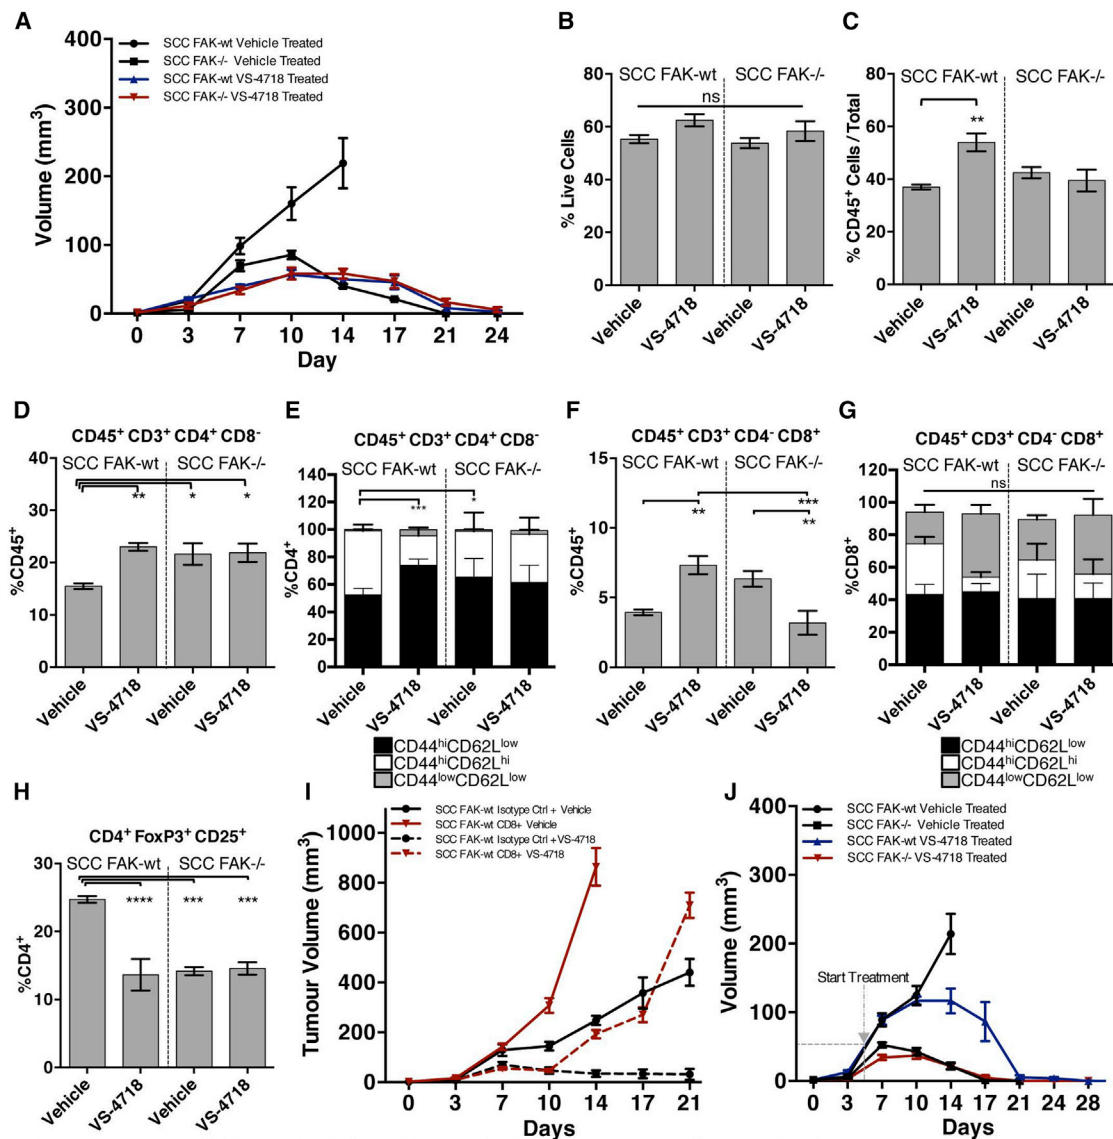 A
SCC FAK-wt Vehicle Treated
SCC FAK-/- Vehicle Treated
SCC FAK-wt VS-4718 Treated
SCC FAK-/- VS-4718 Treated
Volume (mm³)
400
300
200
100
0
0 3 7 10 14 17 21 24
Day
B
SCC FAK-wt SCC FAK-/-
ns
% Live Cells
80
60
40
20
0
Vehicle VS-4718 Vehicle VS-4718
C
SCC FAK-wt SCC FAK-/-
**
% CD45⁺ Cells / Total
80
60
40
20
0
Vehicle VS-4718 Vehicle VS-4718
D
CD45⁺ CD3⁺ CD4⁺ CD8⁻
SCC FAK-wt SCC FAK-/-
** * *
%CD45⁺
40
30
20
10
0
Vehicle VS-4718 Vehicle VS-4718
E
CD45⁺ CD3⁺ CD4⁺ CD8⁻
SCC FAK-wt SCC FAK-/-
*** *
%CD4⁺
140
120
100
80
60
40
20
0
Vehicle VS-4718 Vehicle VS-4718
CD44ʰⁱCD62Lˡᵒʷ
CD44ʰⁱCD62Lʰⁱ
CD44ˡᵒʷCD62Lˡᵒʷ
F
CD45⁺ CD3⁺ CD4⁻ CD8⁺
SCC FAK-wt SCC FAK-/-
** ***
**
%CD45⁺
15
10
5
0
Vehicle VS-4718 Vehicle VS-4718
G
CD45⁺ CD3⁺ CD4⁻ CD8⁺
SCC FAK-wt SCC FAK-/-
ns
%CD8⁺
120
100
80
60
40
20
0
Vehicle VS-4718 Vehicle VS-4718
CD44ʰⁱCD62Lˡᵒʷ
CD44ʰⁱCD62Lʰⁱ
CD44ˡᵒʷCD62Lˡᵒʷ
H
CD4⁺ FoxP3⁺ CD25⁺
SCC FAK-wt SCC FAK-/-
**** *** ***
%CD4⁺
30
20
10
0
Vehicle VS-4718 Vehicle VS-4718
I
SCC FAK-wt Isotype Ctrl + Vehicle
SCC FAK-wt CD8+ Vehicle
SCC FAK-wt Isotype Ctrl +VS-4718
SCC FAK-wt CD8+ VS-4718
Tumour Volume (mm³)
1000
800
600
400
200
0
0 3 7 10 14 17 21
Days
J
SCC FAK-wt Vehicle Treated
SCC FAK-/- Vehicle Treated
SCC FAK-wt VS-4718 Treated
SCC FAK-/- VS-4718 Treated
Start Treatment
Volume (mm³)
400
300
200
100
0
0 3 7 10 14 17 21 24 28
Days